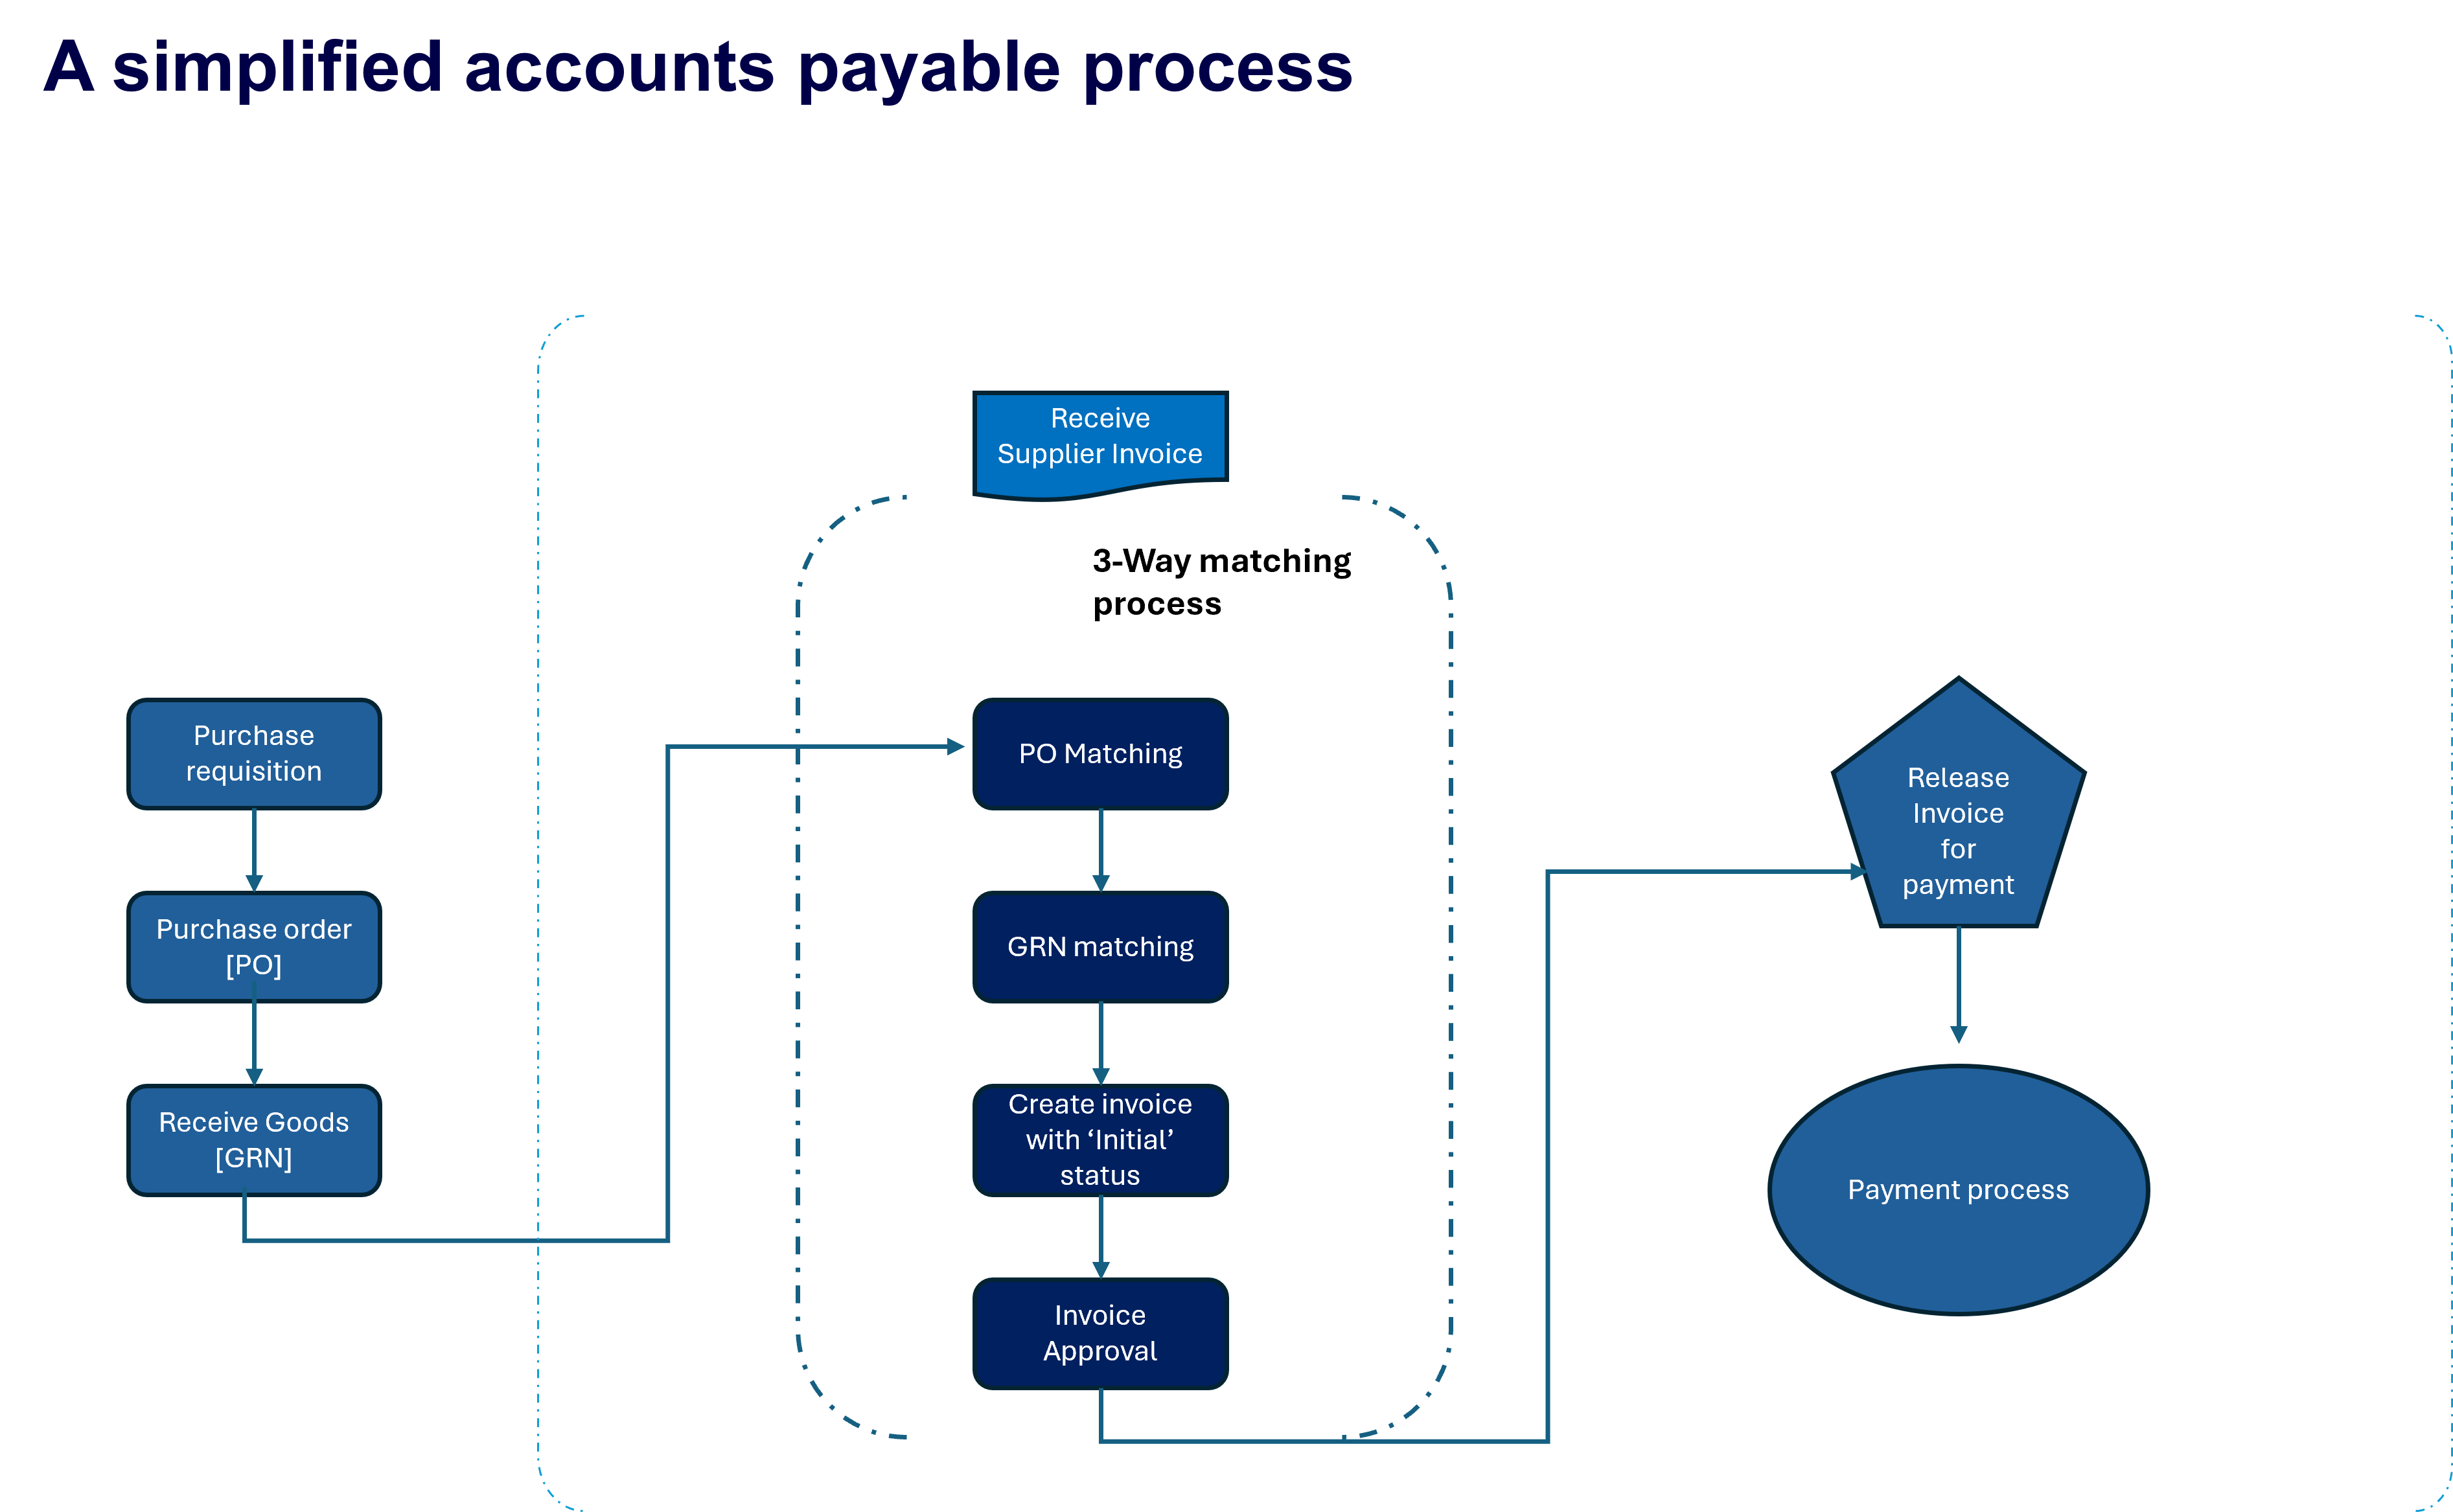 A simplified accounts payable process
Receive
Supplier Invoice
3-Way matching
process
Purchase
requisition
Purchase order
[PO]
Receive Goods
[GRN]
PO Matching
GRN matching
Create invoice
with ‘Initial’
status
Invoice
Approval
Release
Invoice
for
payment
Payment process